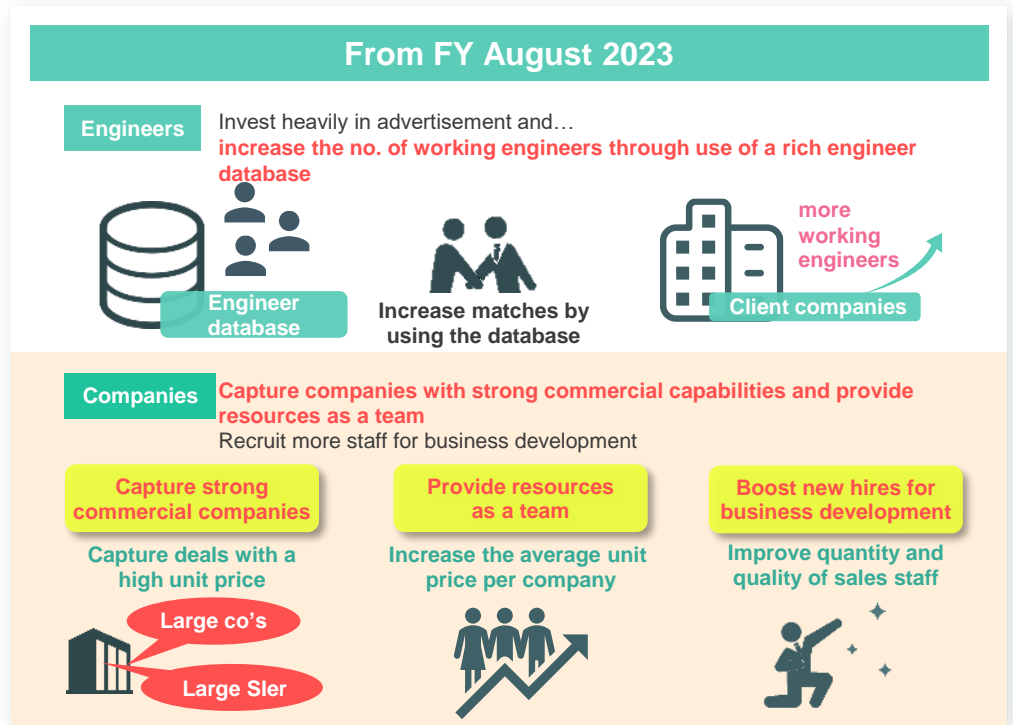 From FY August 2023
Engineers
Invest heavily in advertisement and…
increase the no. of working engineers through use of a rich engineer
database
Engineer
database
Increase matches by
using the database
more
working
engineers
Client companies
Companies
Capture companies with strong commercial capabilities and provide
resources as a team
Recruit more staff for business development
Capture strong
commercial companies
Capture deals with a
high unit price
Large co's
Large SIer
Provide resources
as a team
Increase the average unit
price per company
Boost new hires for
business development
Improve quantity and
quality of sales staff